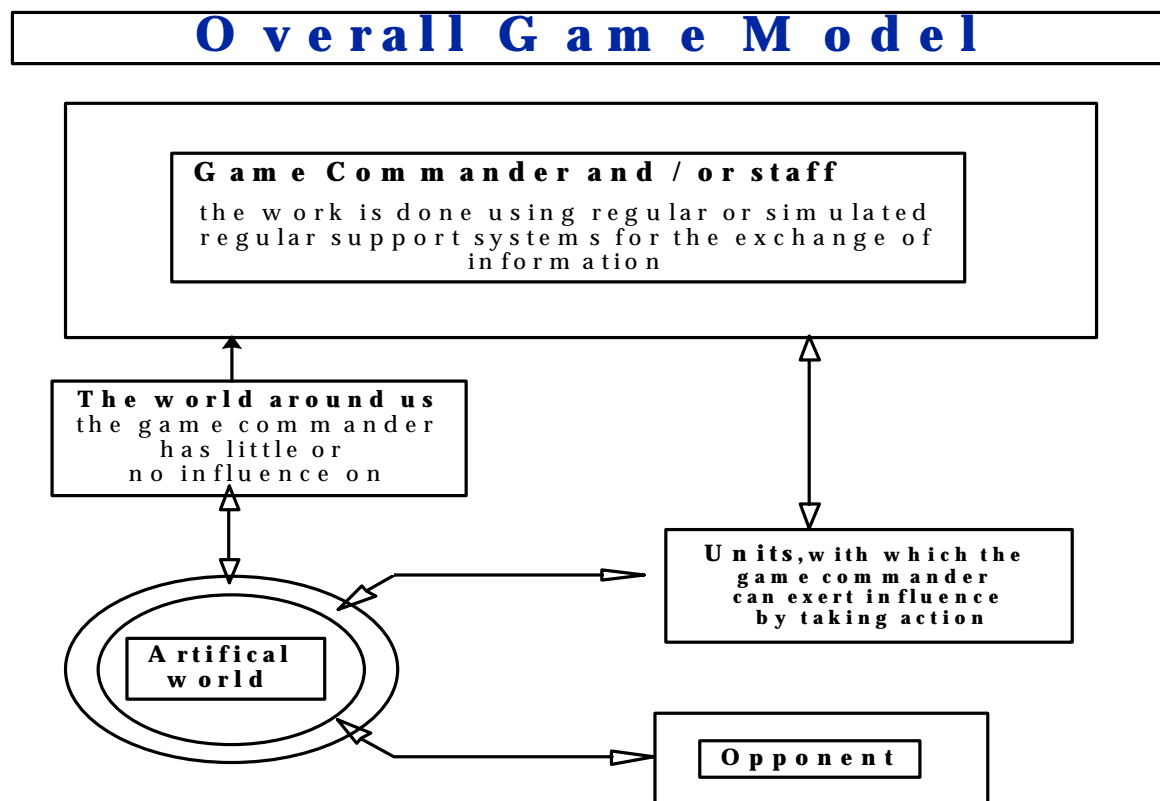 Overall Game Model
Game Commander and / or staff
the work is done using regular or simulated
regular support systems for the exchange of
information
The world around us
the game commander
has little or
no influence on
Units, with which the
game commander
can exert influence
by taking action
Artifical
world
Opponent